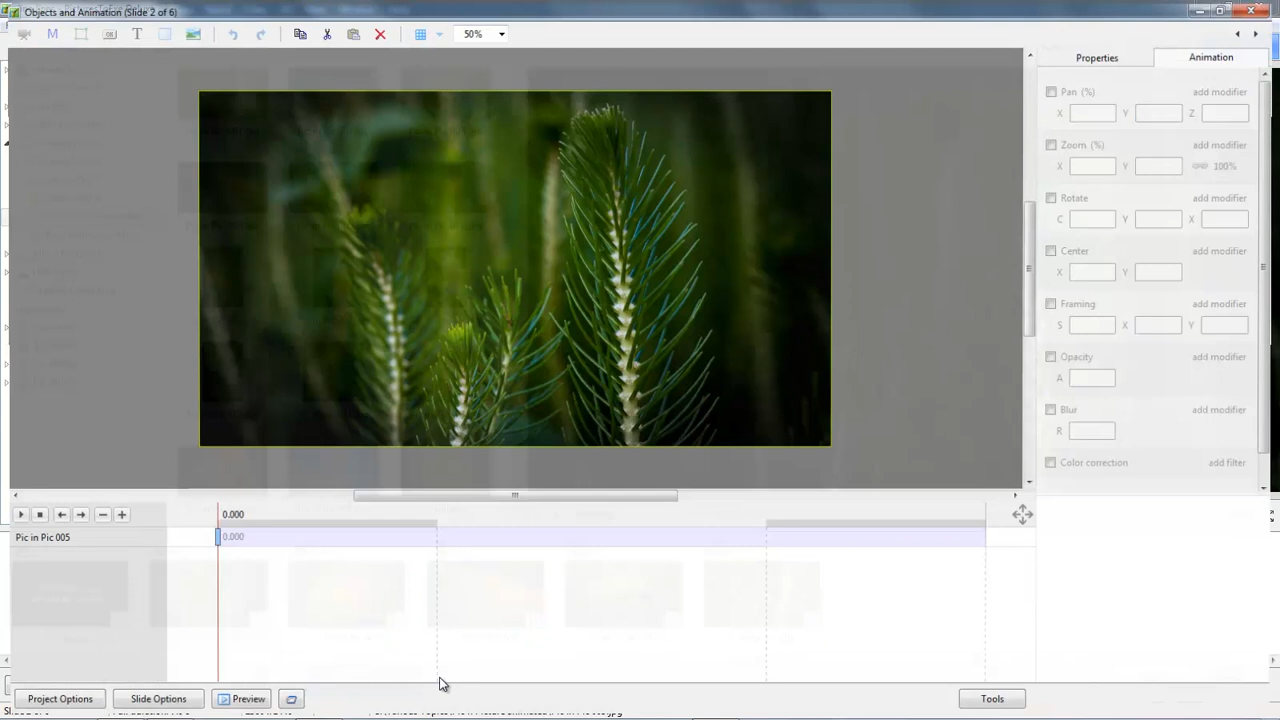 Objects and Animation (Slide 2 of 6)
M OK T 50%
Properties Animation
Pan (%) add modifier
X Y Z
Zoom (%) add modifier
X Y 100%
Rotate add modifier
C Y X
Center add modifier
X Y
Framing add modifier
S X Y
Opacity add modifier
A
Blur add modifier
R
Color correction add filter
0.000
Pic in Pic 005 0.000
Project Options Slide Options Preview Tools